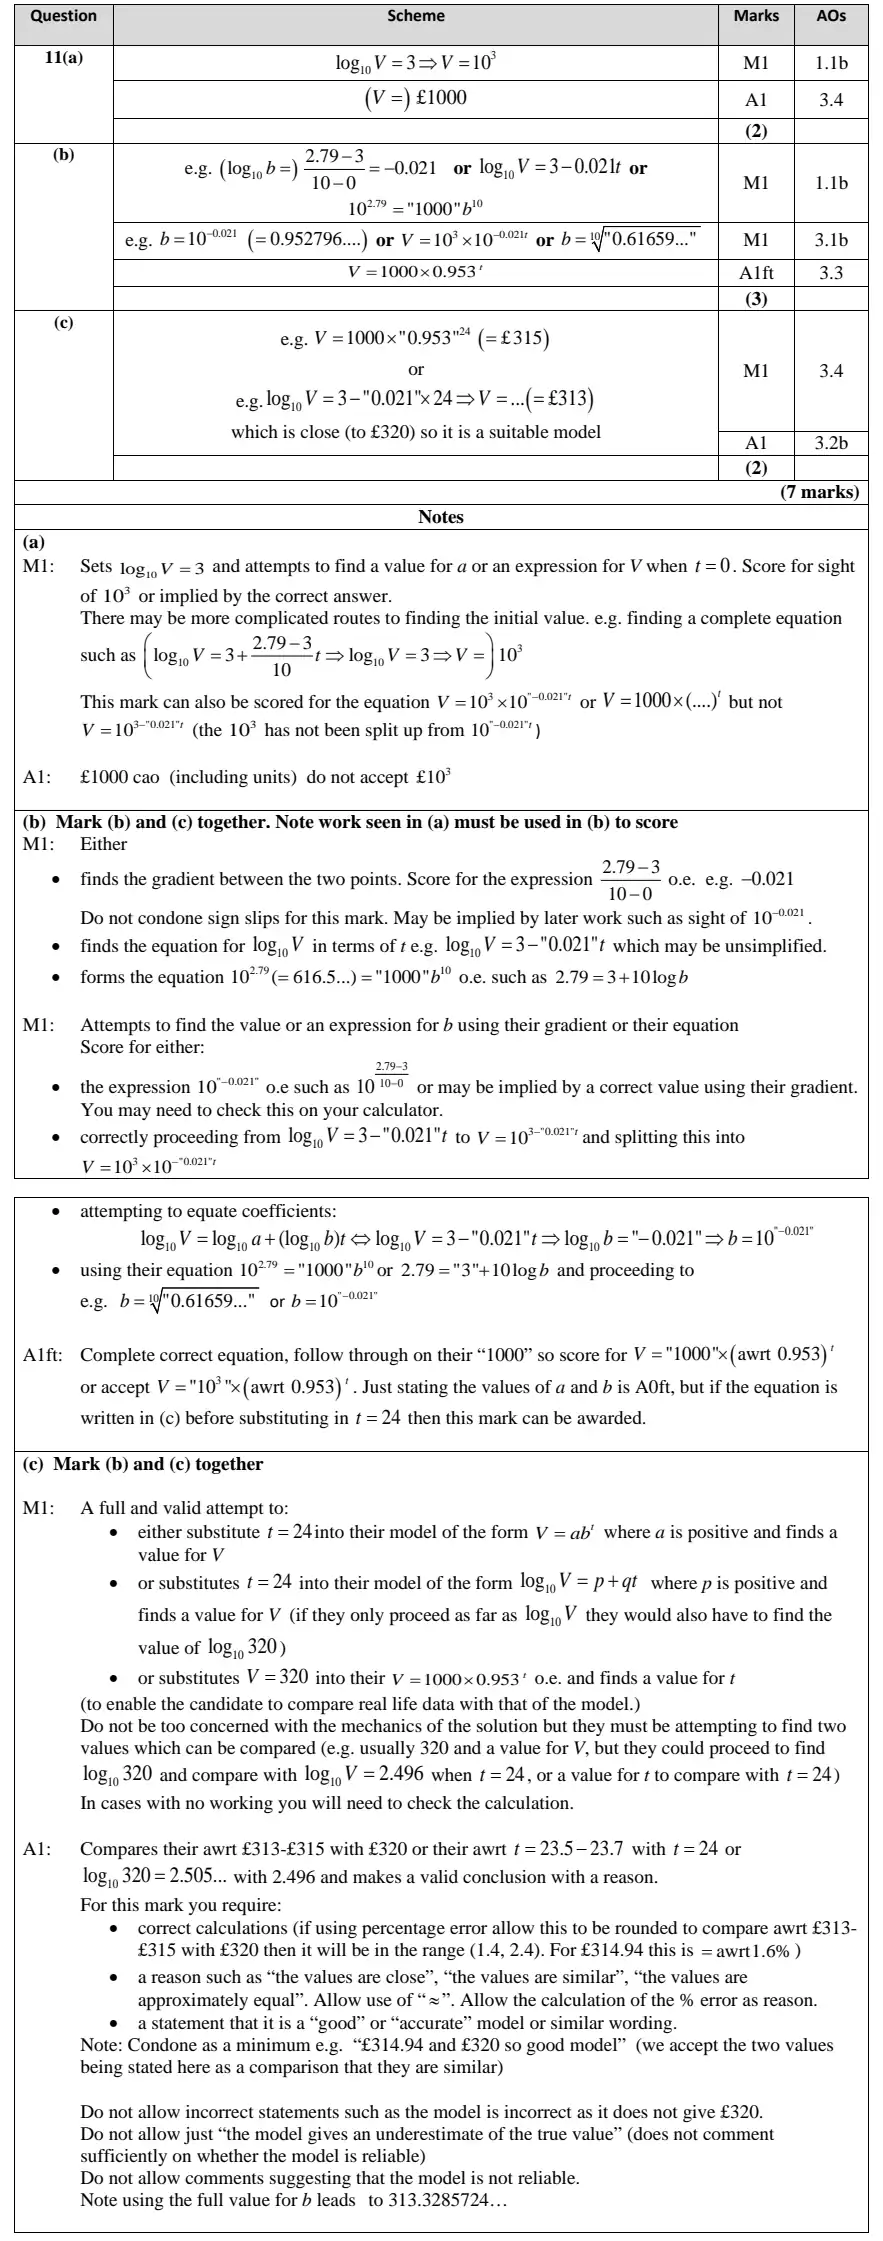 Question Scheme Marks AOs
11(a) log₁₀ V = 3 ⇒ V = 10³ M1 1.1b
(V =) £1000 A1 3.4
(2)
(b) e.g. (log₁₀ b =) (2.79 − 3)/(10 − 0) = −0.021 or log₁₀ V = 3 − 0.021t or
10^2.79 = "1000"b^10
M1 1.1b
e.g. b = 10^−0.021 (= 0.952796....) or V = 10³ × 10^−0.021t or b = ¹⁰√"0.61659..." M1 3.1b
V = 1000 × 0.953^t A1ft 3.3
(3)
(c) e.g. V = 1000 × "0.953"^24 (= £315)
or
e.g. log₁₀ V = 3 − "0.021" × 24 ⇒ V = ...(= £313)
which is close (to £320) so it is a suitable model
M1 3.4
A1 3.2b
(2)
(7 marks)
Notes
(a)
M1: Sets log₁₀ V = 3 and attempts to find a value for a or an expression for V when t = 0. Score for sight
of 10³ or implied by the correct answer.
There may be more complicated routes to finding the initial value. e.g. finding a complete equation
such as (log₁₀ V = 3 + (2.79 − 3)/10 t ⇒ log₁₀ V = 3 ⇒ V =) 10³
This mark can also be scored for the equation V = 10³ × 10^"−0.021"t or V = 1000 × (....)^t but not
V = 10^3−"0.021"t (the 10³ has not been split up from 10^"−0.021"t)
A1: £1000 cao (including units) do not accept £10³
(b) Mark (b) and (c) together. Note work seen in (a) must be used in (b) to score
M1: Either
• finds the gradient between the two points. Score for the expression (2.79 − 3)/(10 − 0) o.e. e.g. −0.021
Do not condone sign slips for this mark. May be implied by later work such as sight of 10^−0.021.
• finds the equation for log₁₀ V in terms of t e.g. log₁₀ V = 3 − "0.021"t which may be unsimplified.
• forms the equation 10^2.79 (= 616.5...) = "1000"b^10 o.e. such as 2.79 = 3 + 10 log b
M1: Attempts to find the value or an expression for b using their gradient or their equation
Score for either:
• the expression 10^"−0.021" o.e such as 10^((2.79−3)/(10−0)) or may be implied by a correct value using their gradient.
You may need to check this on your calculator.
• correctly proceeding from log₁₀ V = 3 − "0.021"t to V = 10^3−"0.021"t and splitting this into
V = 10³ × 10^−"0.021"t
• attempting to equate coefficients:
log₁₀ V = log₁₀ a + (log₁₀ b)t ⇔ log₁₀ V = 3 − "0.021"t ⇒ log₁₀ b = "−0.021" ⇒ b = 10^"−0.021"
• using their equation 10^2.79 = "1000"b^10 or 2.79 = "3" + 10 log b and proceeding to
e.g. b = ¹⁰√"0.61659..." or b = 10^"−0.021"
A1ft: Complete correct equation, follow through on their “1000” so score for V = "1000" × (awrt 0.953)^t
or accept V = "10³" × (awrt 0.953)^t. Just stating the values of a and b is A0ft, but if the equation is
written in (c) before substituting in t = 24 then this mark can be awarded.
(c) Mark (b) and (c) together
M1: A full and valid attempt to:
• either substitute t = 24 into their model of the form V = ab^t where a is positive and finds a
value for V
• or substitutes t = 24 into their model of the form log₁₀ V = p + qt where p is positive and
finds a value for V (if they only proceed as far as log₁₀ V they would also have to find the
value of log₁₀ 320)
• or substitutes V = 320 into their V = 1000 × 0.953^t o.e. and finds a value for t
(to enable the candidate to compare real life data with that of the model.)
Do not be too concerned with the mechanics of the solution but they must be attempting to find two
values which can be compared (e.g. usually 320 and a value for V, but they could proceed to find
log₁₀ 320 and compare with log₁₀ V = 2.496 when t = 24, or a value for t to compare with t = 24)
In cases with no working you will need to check the calculation.
A1: Compares their awrt £313-£315 with £320 or their awrt t = 23.5 − 23.7 with t = 24 or
log₁₀ 320 = 2.505... with 2.496 and makes a valid conclusion with a reason.
For this mark you require:
• correct calculations (if using percentage error allow this to be rounded to compare awrt £313-
£315 with £320 then it will be in the range (1.4, 2.4). For £314.94 this is = awrt1.6%)
• a reason such as “the values are close”, “the values are similar”, “the values are
approximately equal”. Allow use of “≈”. Allow the calculation of the % error as reason.
• a statement that it is a “good” or “accurate” model or similar wording.
Note: Condone as a minimum e.g. “£314.94 and £320 so good model” (we accept the two values
being stated here as a comparison that they are similar)
Do not allow incorrect statements such as the model is incorrect as it does not give £320.
Do not allow just “the model gives an underestimate of the true value” (does not comment
sufficiently on whether the model is reliable)
Do not allow comments suggesting that the model is not reliable.
Note using the full value for b leads to 313.3285724…